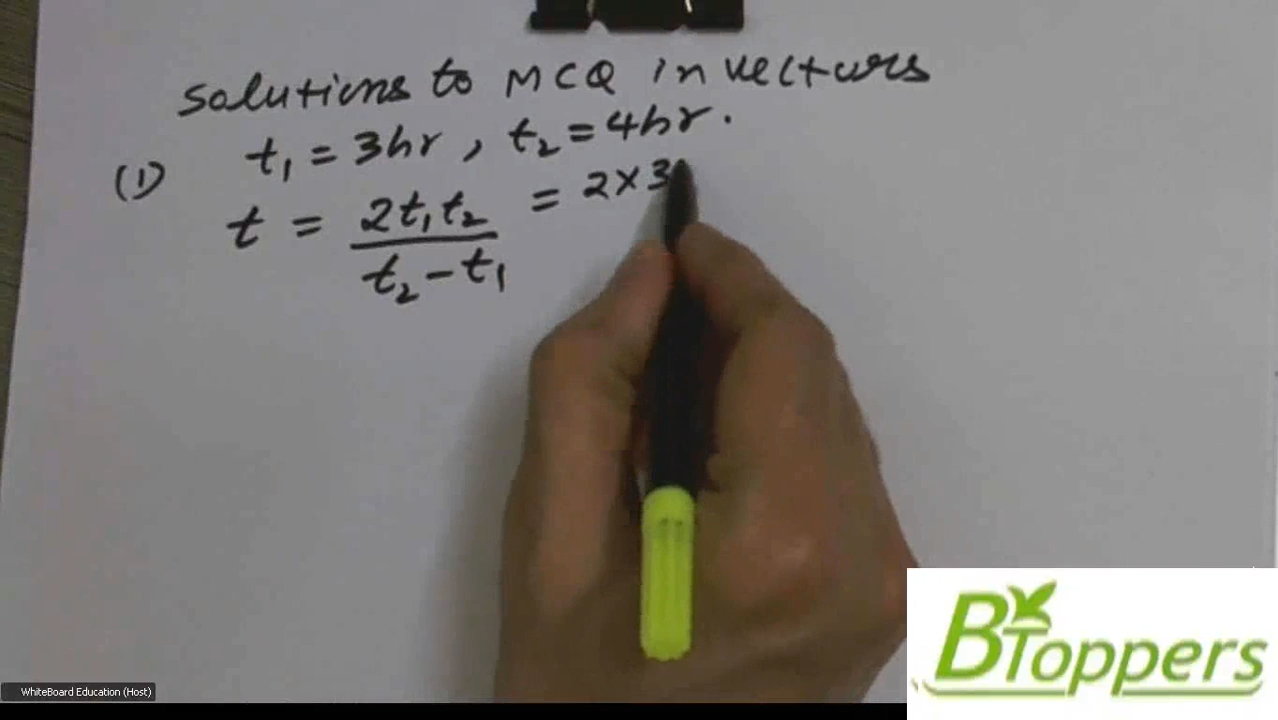 Solutions to MCQ in vectors
(1) t₁ = 3hr, t₂ = 4hr.
t = 2t₁t₂ / t₂ - t₁ = 2 × 3
WhiteBoard Education (Host)
BToppers